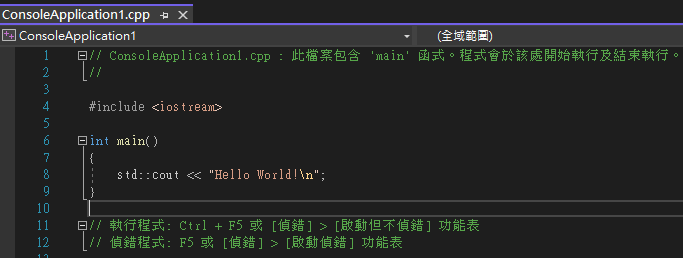 ConsoleApplication1.cpp
ConsoleApplication1 (全域範圍)
1 // ConsoleApplication1.cpp : 此檔案包含 'main' 函式。程式會於該處開始執行及結束執行。
2 //
3
4 #include <iostream>
5
6 int main()
7 {
8 std::cout << "Hello World!\n";
9 }
10
11 // 執行程式: Ctrl + F5 或 [偵錯] > [啟動但不偵錯] 功能表
12 // 偵錯程式: F5 或 [偵錯] > [啟動偵錯] 功能表